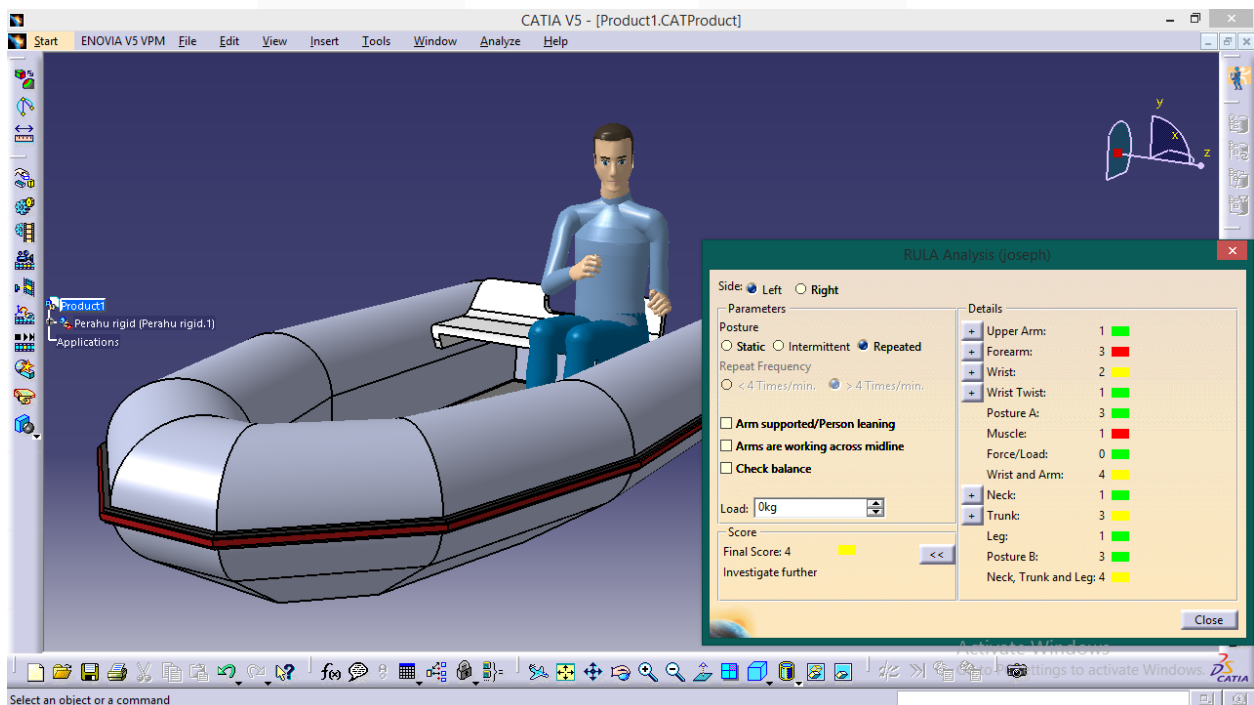 CATIA V5 - [Product1.CATProduct]
Start ENOVIA V5 VPM File Edit View Insert Tools Window Analyze Help
y
x
z
Product1
Perahu rigid (Perahu rigid.1)
Applications
RULA Analysis (joseph)
Side: Left Right
Parameters
Posture
Static Intermittent Repeated
Repeat Frequency
< 4 Times/min. > 4 Times/min.
Arm supported/Person leaning
Arms are working across midline
Check balance
Load: 0kg
Score
Final Score: 4
<<
Investigate further
Details
+ Upper Arm: 1
+ Forearm: 3
+ Wrist: 2
+ Wrist Twist: 1
Posture A: 3
Muscle: 1
Force/Load: 0
Wrist and Arm: 4
+ Neck: 1
+ Trunk: 3
Leg: 1
Posture B: 3
Neck, Trunk and Leg: 4
Close
Activate Windows
ttings to activate Windows.
f(x)
CATIA
Select an object or a command